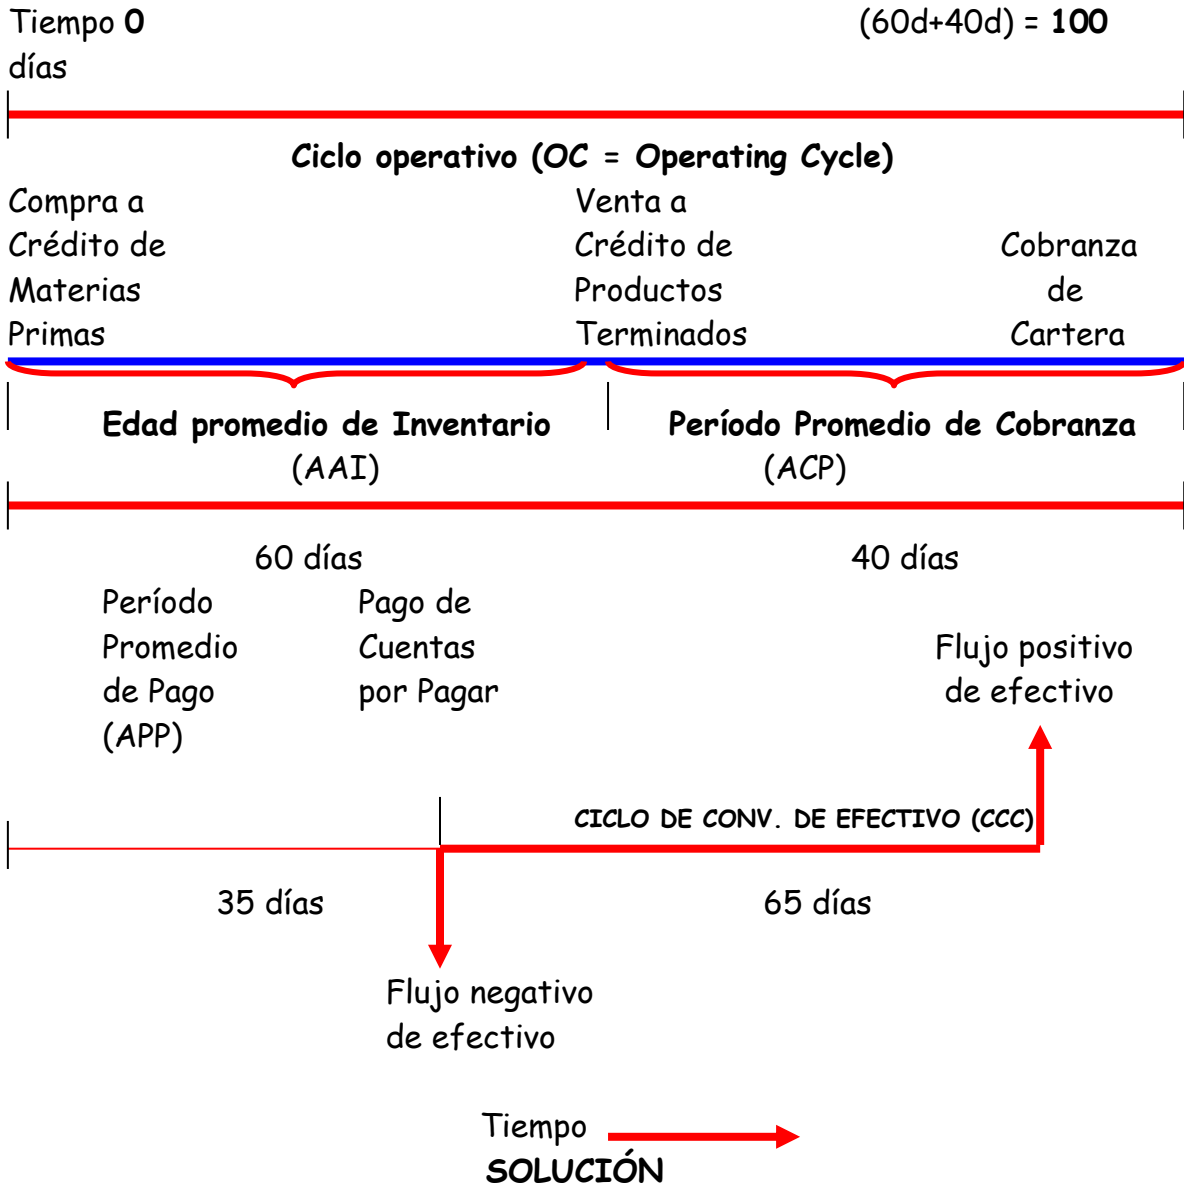 Tiempo 0
(60d+40d) = 100
días
Ciclo operativo (OC = Operating Cycle)
Compra a
Crédito de
Materias
Primas
Venta a
Crédito de
Productos
Terminados
Cobranza
de
Cartera
Edad promedio de Inventario
(AAI)
Período Promedio de Cobranza
(ACP)
60 días
40 días
Período
Promedio
de Pago
(APP)
Pago de
Cuentas
por Pagar
Flujo positivo
de efectivo
CICLO DE CONV. DE EFECTIVO (CCC)
35 días
65 días
Flujo negativo
de efectivo
Tiempo
SOLUCIÓN